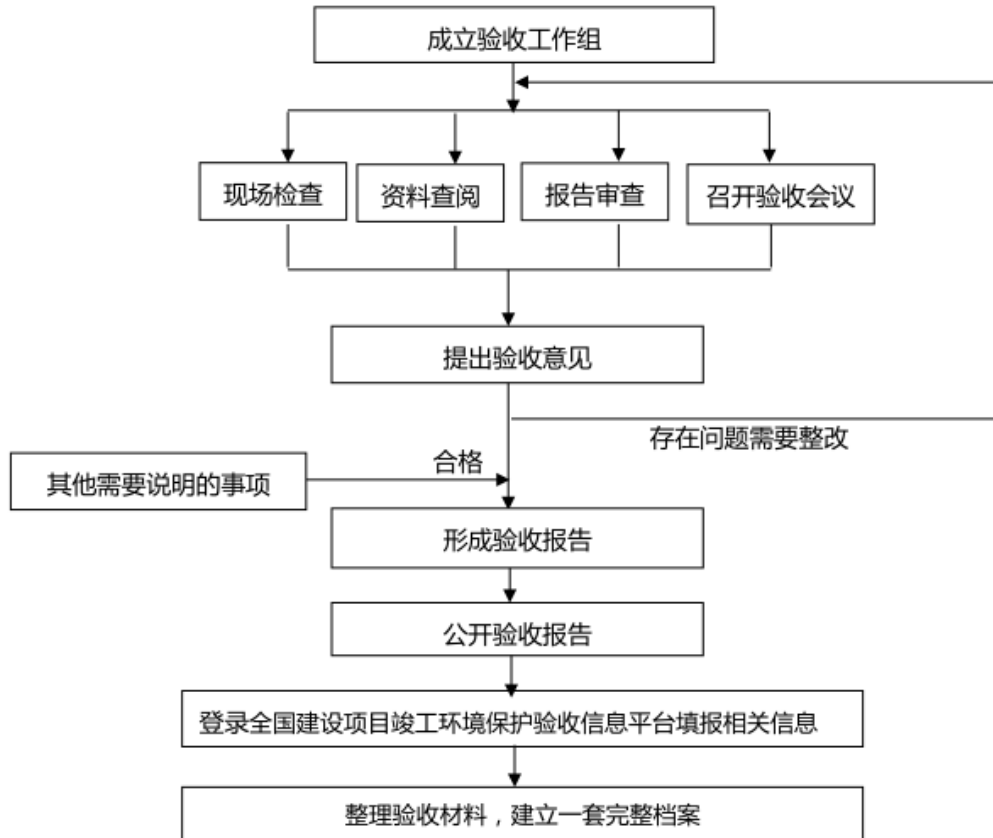 成立验收工作组
现场检查
资料查阅
报告审查
召开验收会议
提出验收意见
存在问题需要整改
合格
其他需要说明的事项
形成验收报告
公开验收报告
登录全国建设项目竣工环境保护验收信息平台填报相关信息
整理验收材料，建立一套完整档案